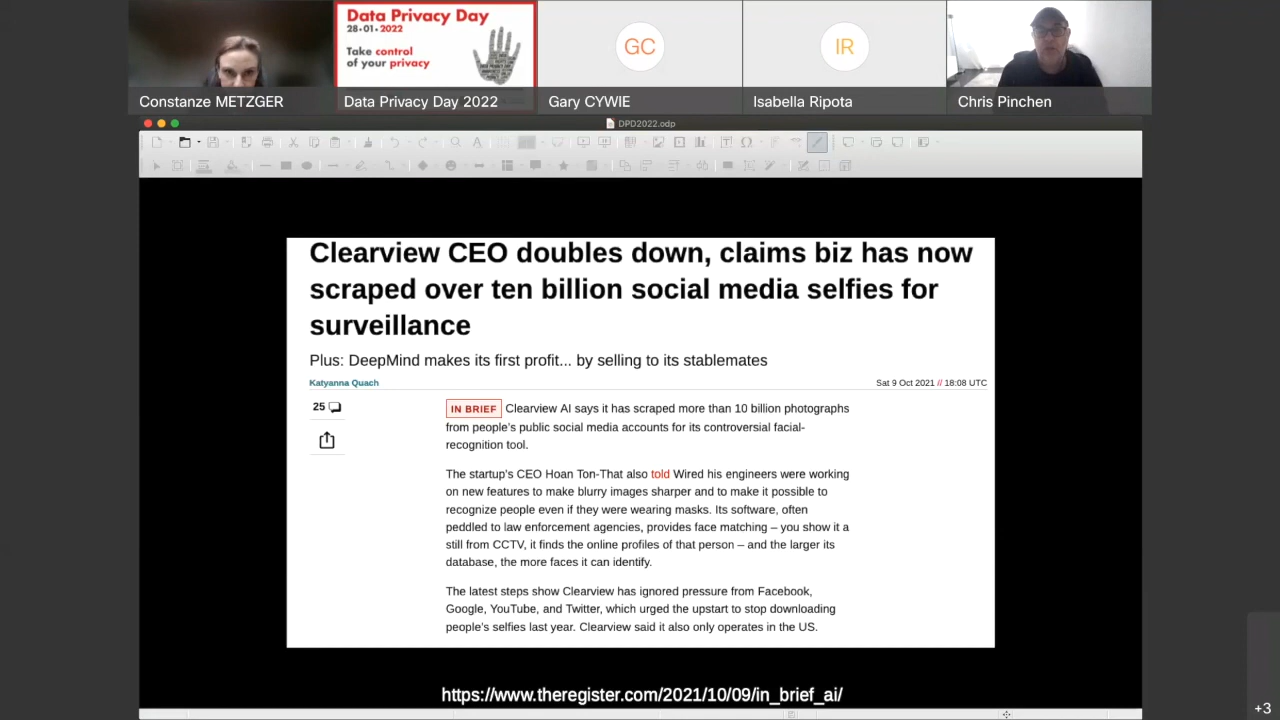 Data Privacy Day
28•01•2022
Take control
of your privacy
GC
IR
Constanze METZGER
Data Privacy Day 2022
Gary CYWIE
Isabella Ripota
Chris Pinchen
DPD2022.odp
Clearview CEO doubles down, claims biz has now
scraped over ten billion social media selfies for
surveillance
Plus: DeepMind makes its first profit... by selling to its stablemates
Katyanna Quach
Sat 9 Oct 2021 // 18:08 UTC
25
IN BRIEF Clearview AI says it has scraped more than 10 billion photographs
from people's public social media accounts for its controversial facial-
recognition tool.
The startup's CEO Hoan Ton-That also told Wired his engineers were working
on new features to make blurry images sharper and to make it possible to
recognize people even if they were wearing masks. Its software, often
peddled to law enforcement agencies, provides face matching – you show it a
still from CCTV, it finds the online profiles of that person – and the larger its
database, the more faces it can identify.
The latest steps show Clearview has ignored pressure from Facebook,
Google, YouTube, and Twitter, which urged the upstart to stop downloading
people's selfies last year. Clearview said it also only operates in the US.
https://www.theregister.com/2021/10/09/in_brief_ai/
+3